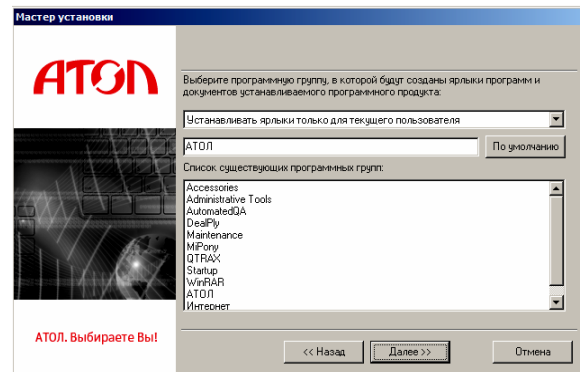 Мастер установки
АТОЛ
Выберите программную группу, в которой будут созданы ярлыки программ и
документов устанавливаемого программного продукта:
Устанавливать ярлыки только для текущего пользователя
АТОЛ
По умолчанию
Список существующих программных групп:
Accessories
Administrative Tools
AutomatedQA
DealPly
Maintenance
MiPony
QTRAX
Startup
WinRAR
АТОЛ
Интернет
АТОЛ. Выбираете Вы!
<< Назад
Далее >>
Отмена